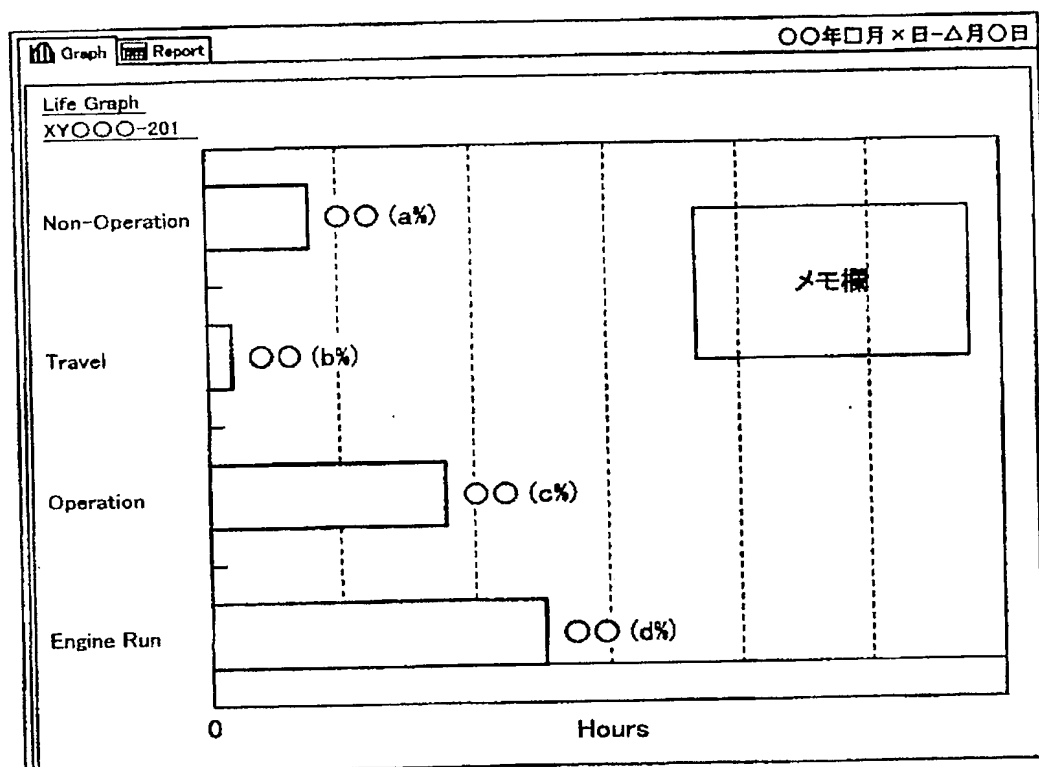 Graph Report ○○年□月×日-△月○日
Life Graph
XY○○○-201
Non-Operation ○○ (a%)
メモ欄
Travel ○○ (b%)
Operation ○○ (c%)
Engine Run ○○ (d%)
0 Hours